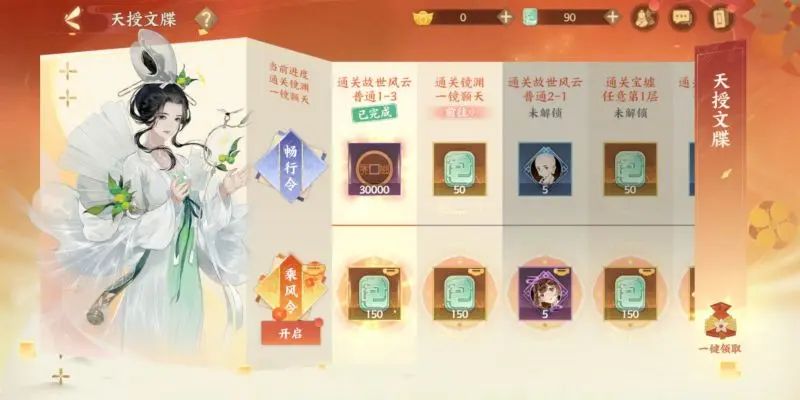 天授文牒
?
0
90
当前进度
通关镜渊
一镜聊天
畅行令
乘风令
开启
通关故世风云
普通1-3
已完成
30000
150
通关镜渊
一镜聊天
前往
50
150
通关故世风云
普通2-1
未解锁
5
5
通关宝墟
任意第1层
未解锁
50
150
天授文牒
一键领取